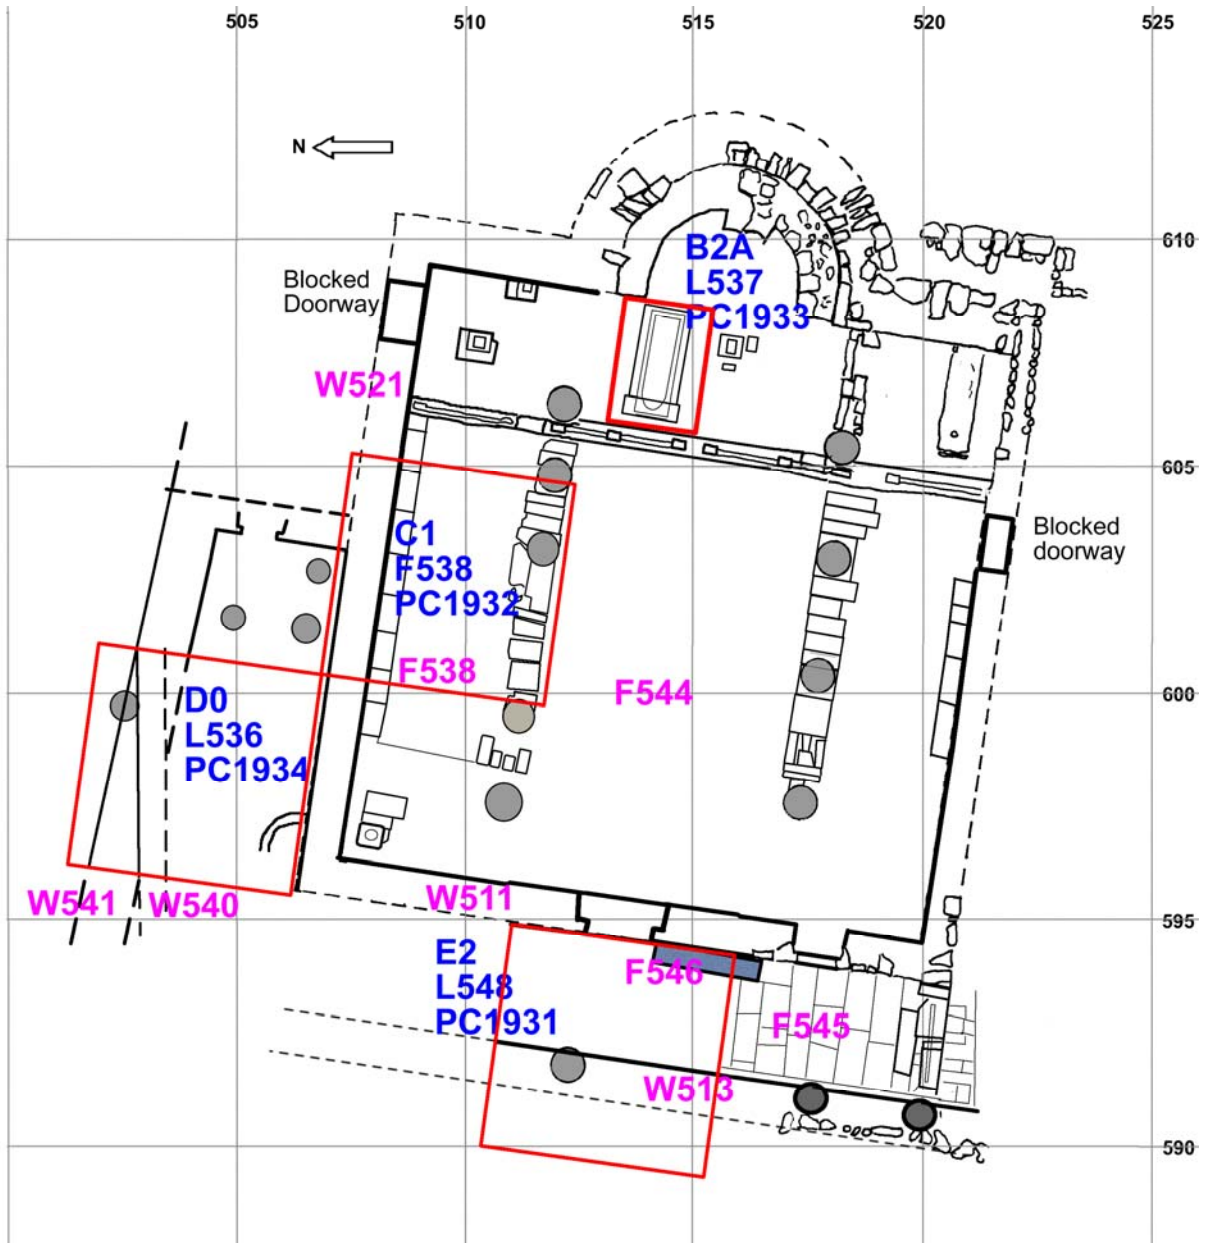 505
510
515
520
525
N
610
B2A
L537
PC1933
Blocked
Doorway
W521
605
Blocked
doorway
C1
F538
PC1932
F538
F544
600
D0
L536
PC1934
W541
W540
W511
595
E2
L548
PC1931
F546
F545
W513
590